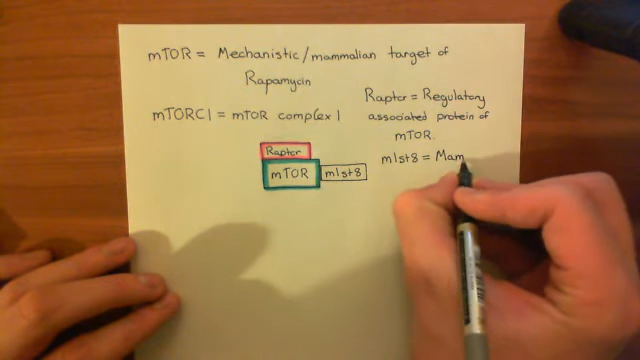 mTOR = Mechanistic/mammalian target of
Rapamycin
mTORC1 = mTOR complex 1
Raptor = Regulatory
associated protein of
mTOR.
mlst8 = Mam
Raptor
mTOR
mlst8